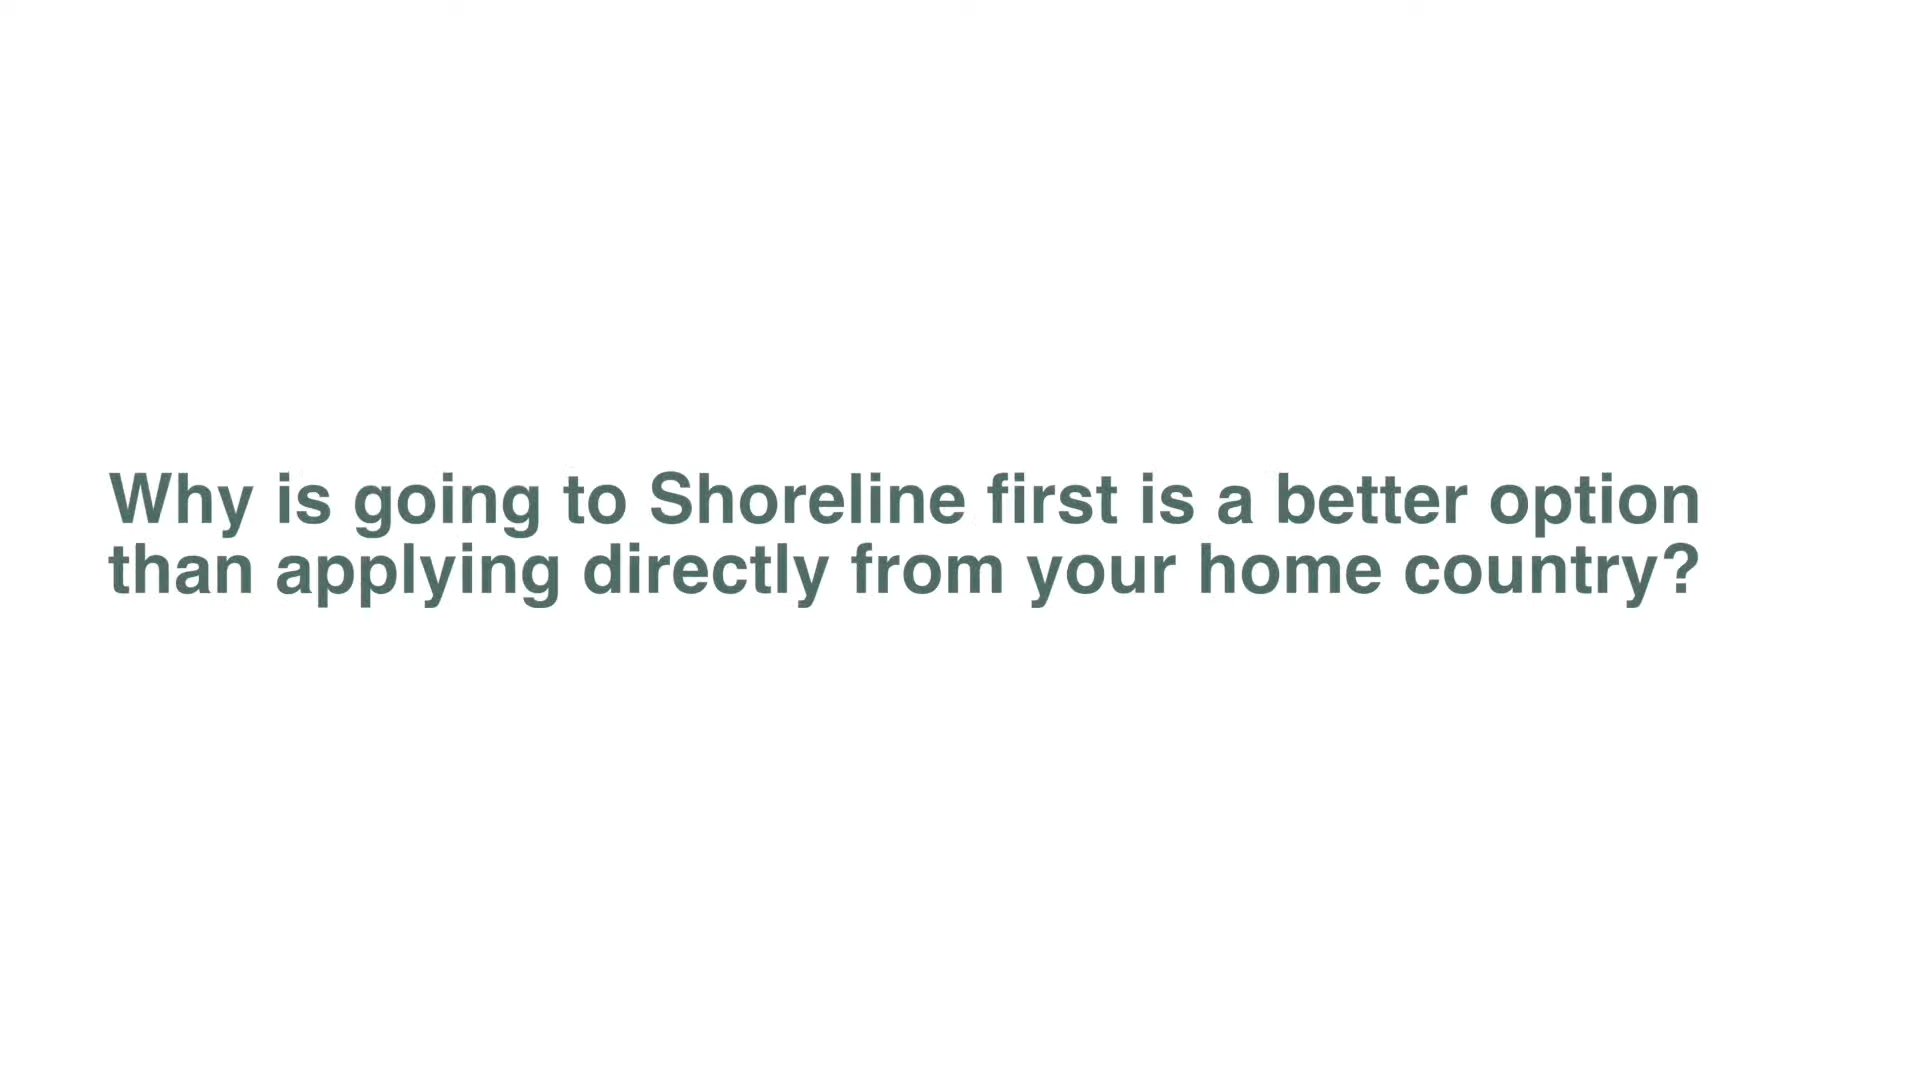 Why is going to Shoreline first is a better option
than applying directly from your home country?